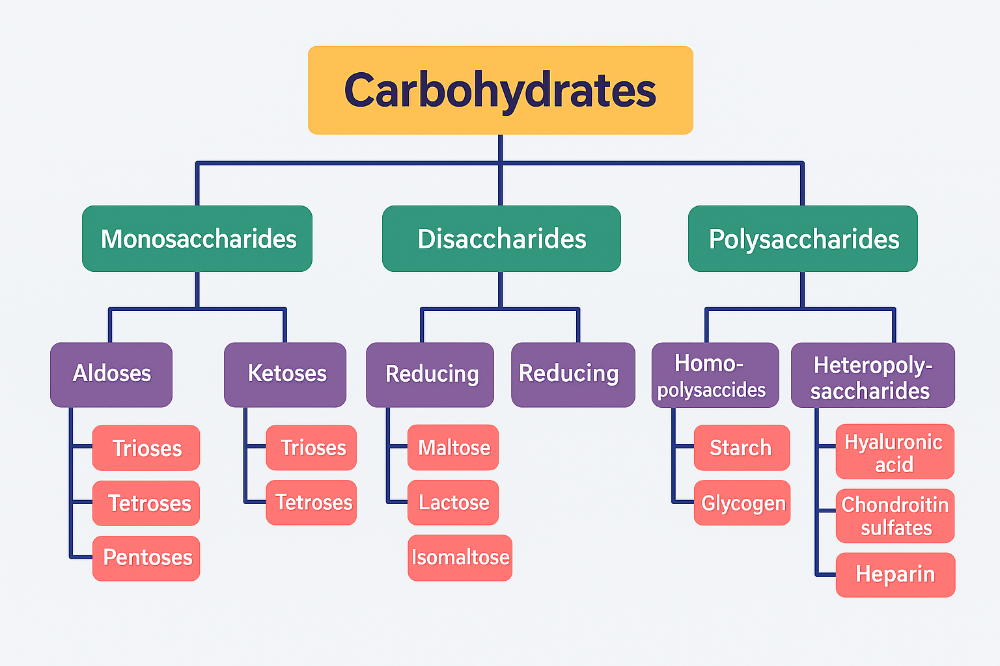 Carbohydrates
Monosaccharides
Disaccharides
Polysaccharides
Aldoses
Ketoses
Reducing
Reducing
Homo-
polysaccides
Heteropoly-
saccharides
Trioses
Tetroses
Pentoses
Trioses
Tetroses
Maltose
Lactose
Isomaltose
Starch
Glycogen
Hyaluronic
acid
Chondroitin
sulfates
Heparin